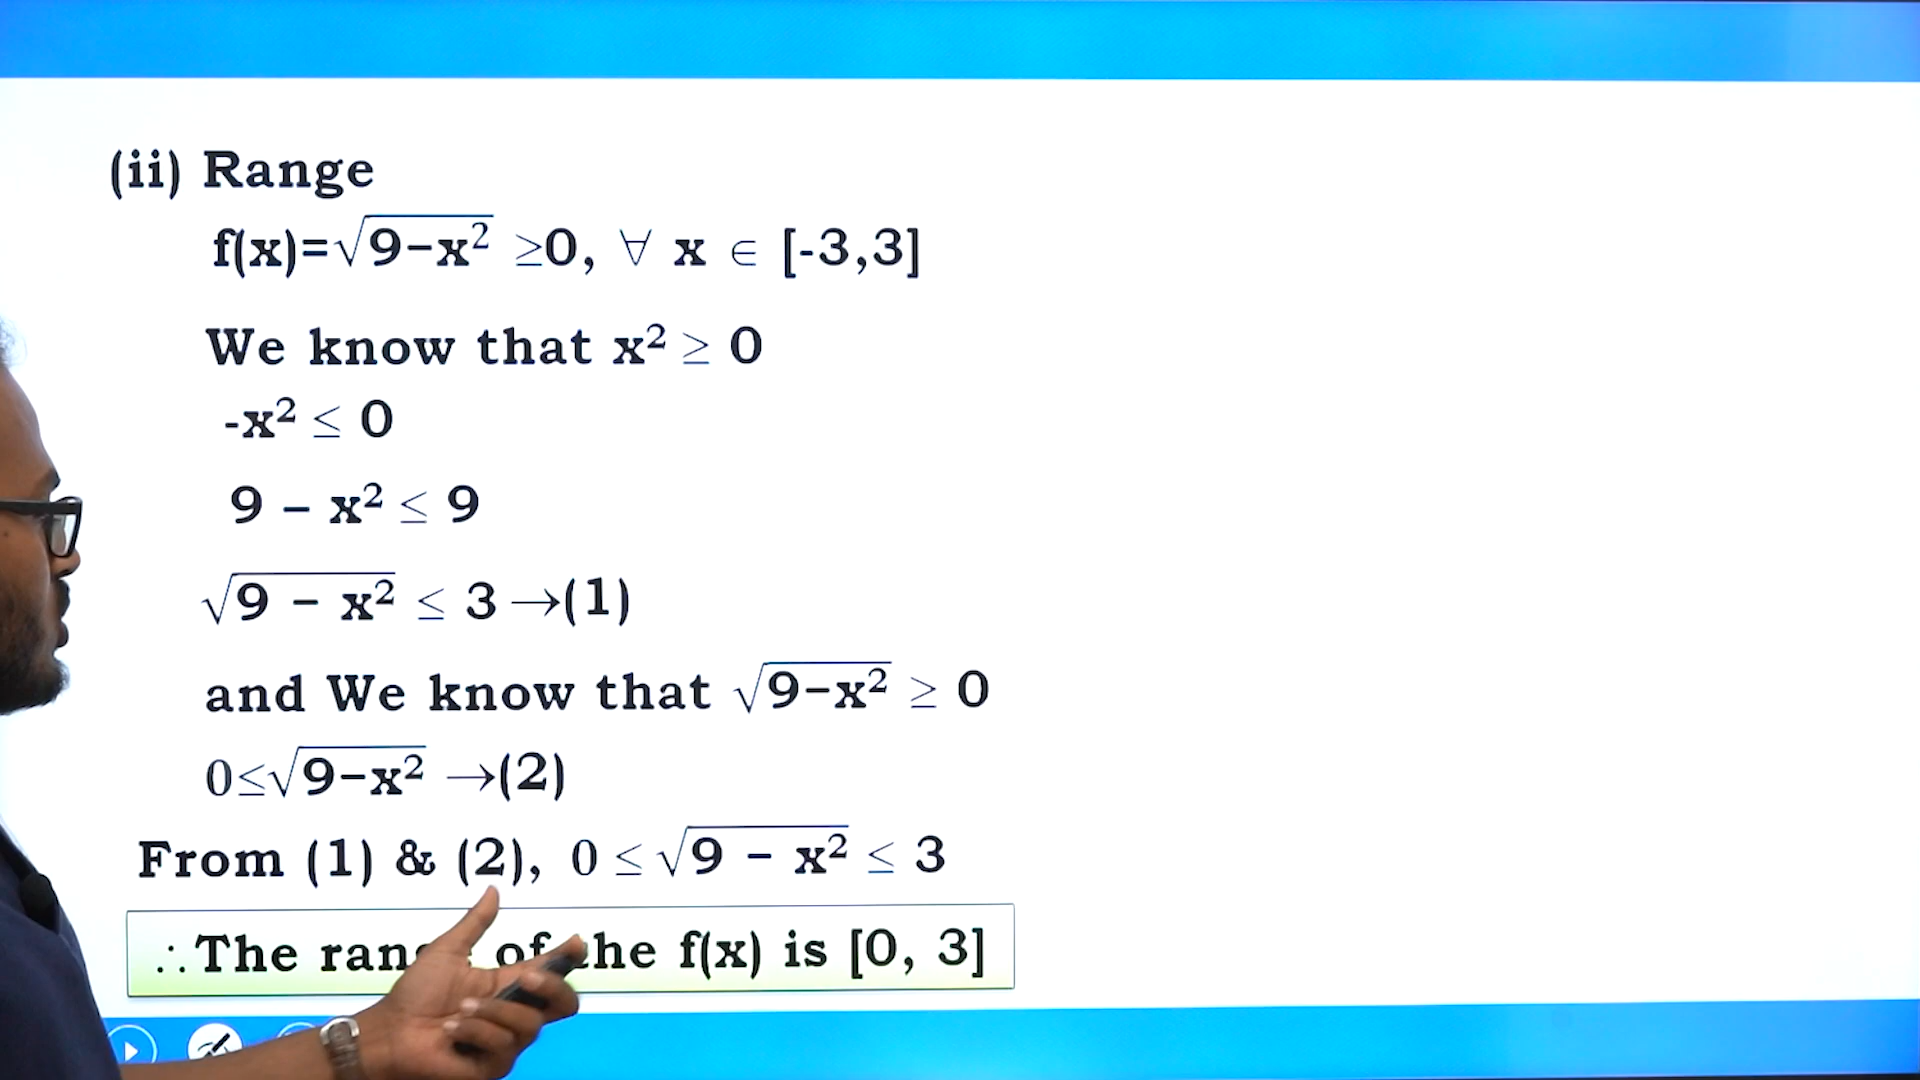 (ii) Range
f(x)=√9−x² ≥0, ∀ x ∈ [-3,3]
We know that x² ≥ 0
-x² ≤ 0
9 – x² ≤ 9
√9 − x² ≤ 3 →(1)
and We know that √9−x² ≥ 0
0≤√9−x² →(2)
From (1) & (2), 0 ≤ √9 − x² ≤ 3
∴The of the f(x) is [0, 3]